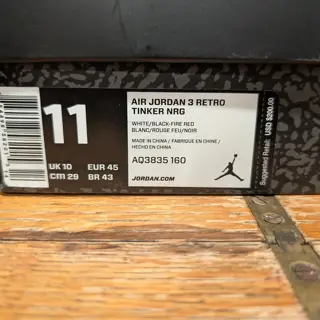 11
UK 10 EUR 45
CM 29 BR 43
AIR JORDAN 3 RETRO
TINKER NRG
WHITE/BLACK-FIRE RED
BLANC/ROUGE FEU/NOIR
MADE IN CHINA / FABRIQUE EN CHINE /
HECHO EN CHINA
AQ3835 160
JORDAN.COM
Suggested Retail: USD $200.00